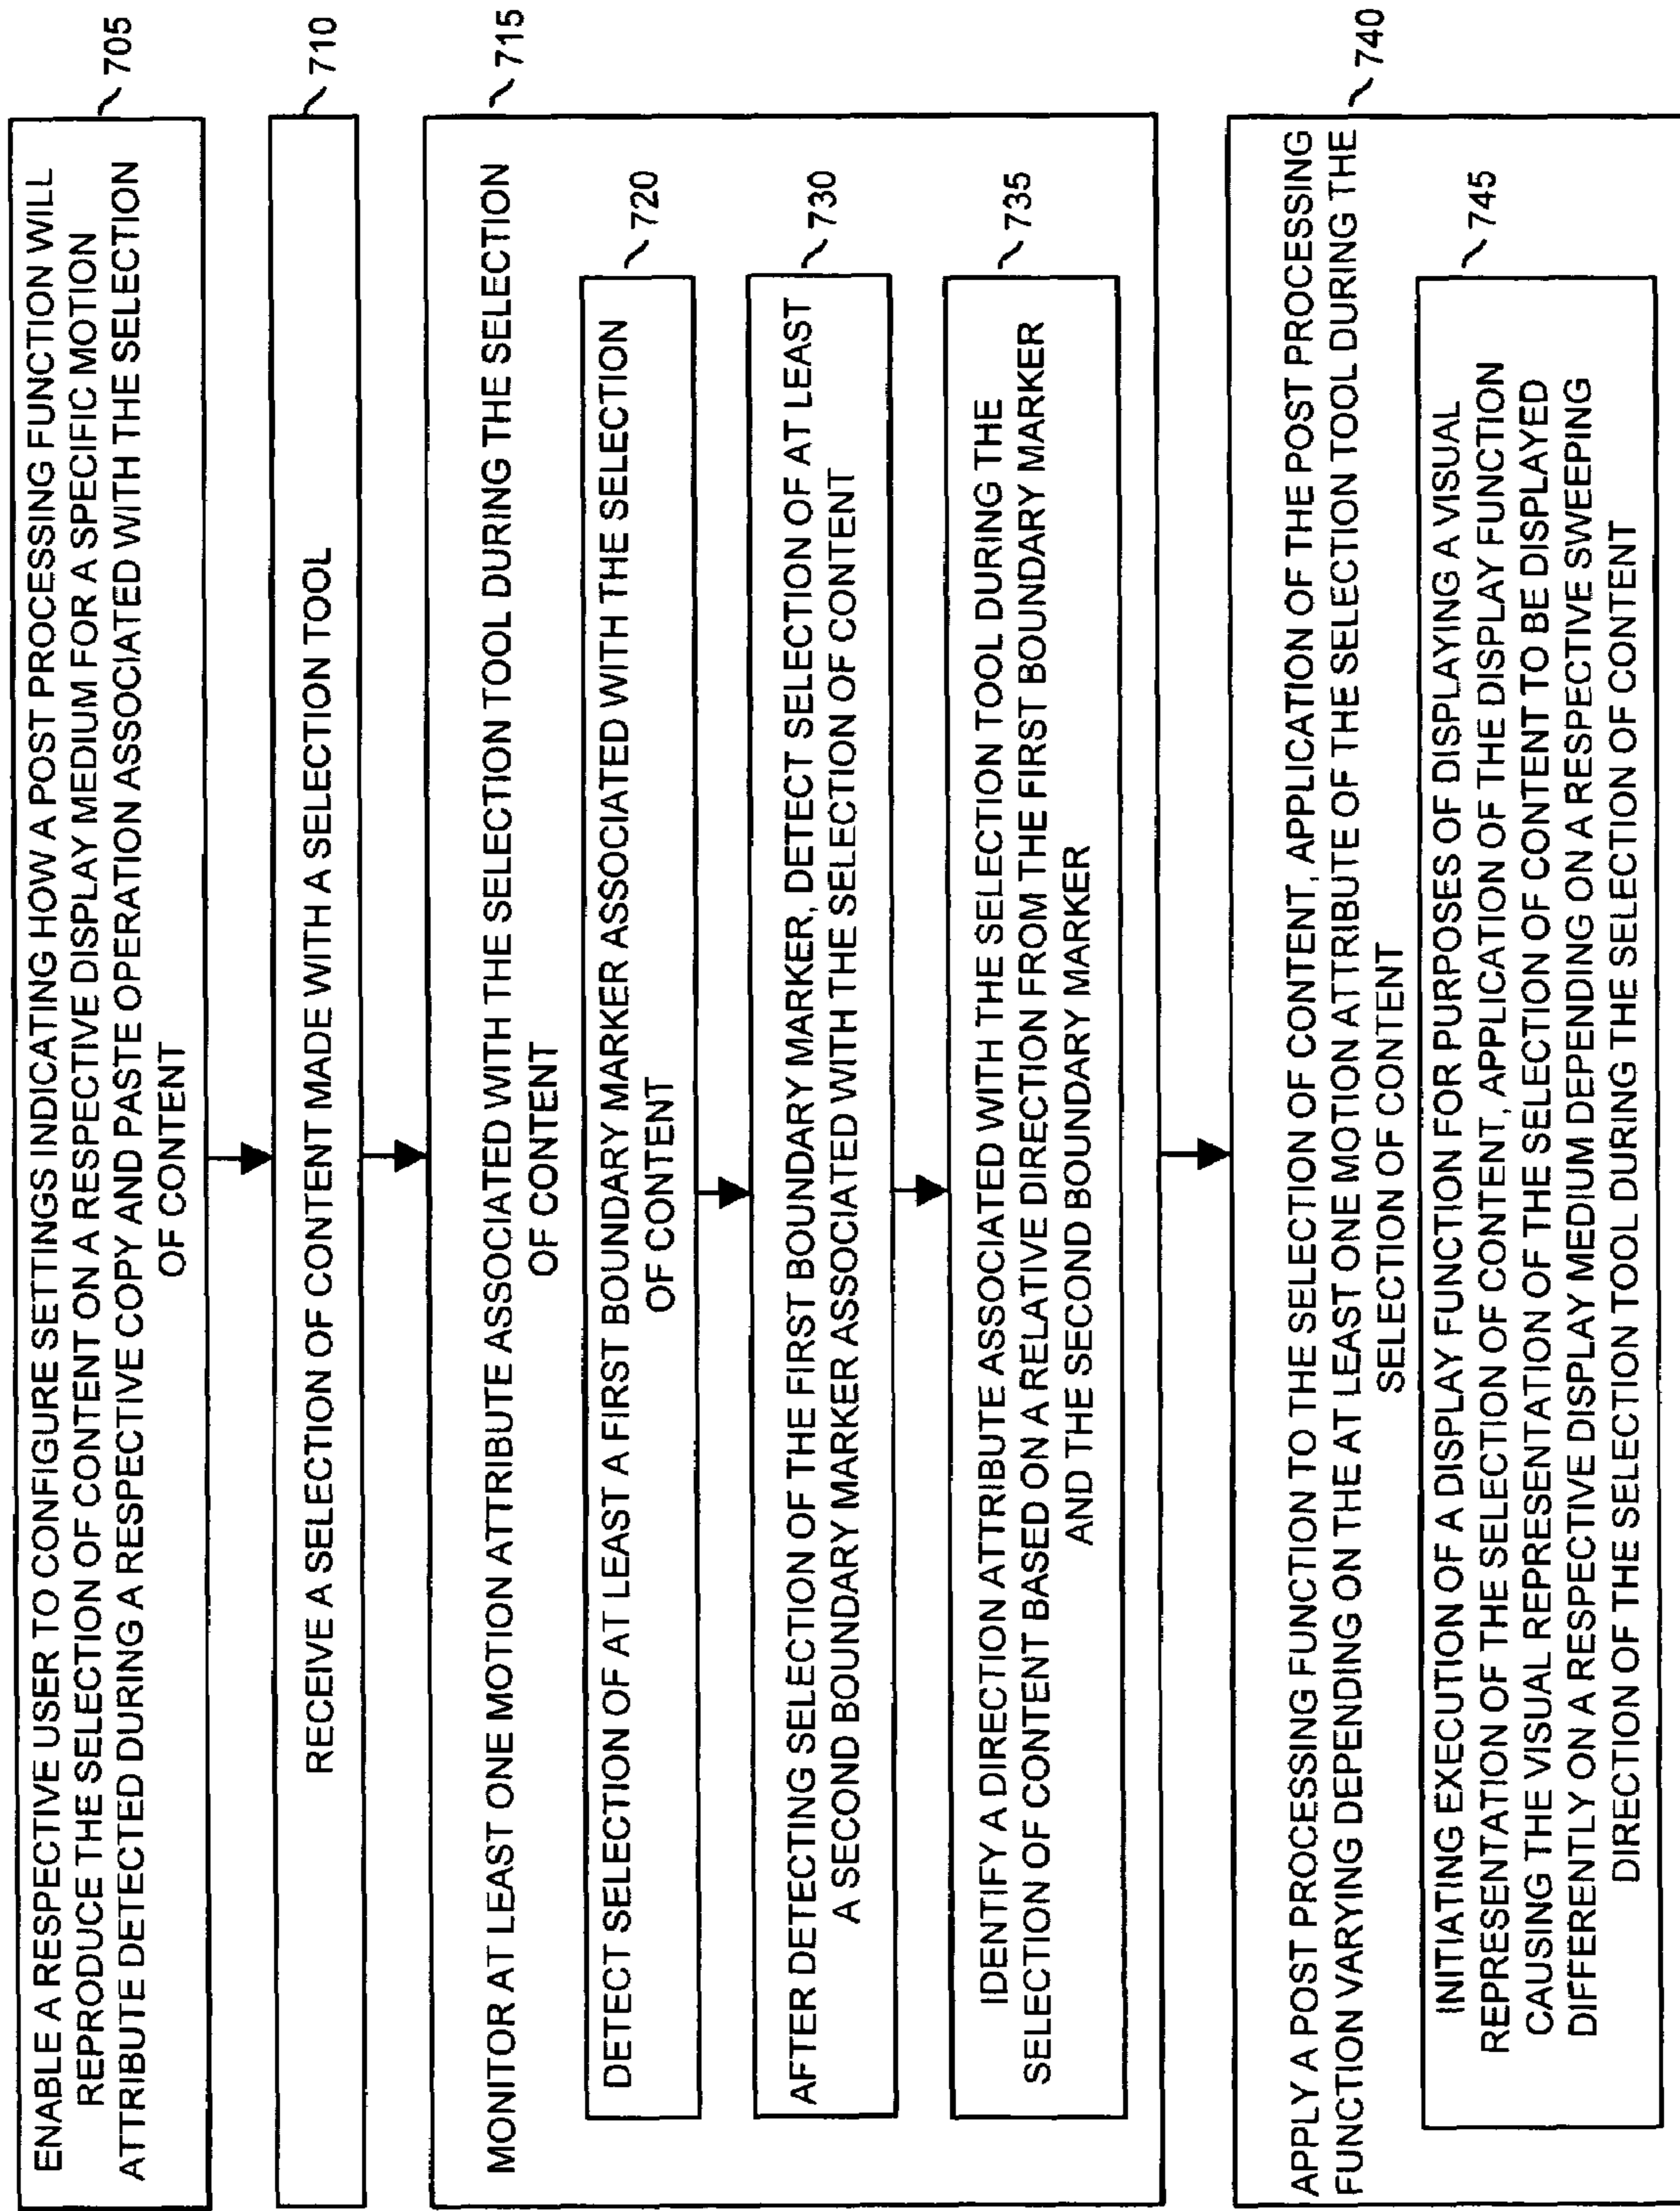 ENABLE A RESPECTIVE USER TO CONFIGURE SETTINGS INDICATING HOW A POST PROCESSING FUNCTION WILL
REPRODUCE THE SELECTION OF CONTENT ON A RESPECTIVE DISPLAY MEDIUM FOR A SPECIFIC MOTION
ATTRIBUTE DETECTED DURING A RESPECTIVE COPY AND PASTE OPERATION ASSOCIATED WITH THE SELECTION
OF CONTENT
705
RECEIVE A SELECTION OF CONTENT MADE WITH A SELECTION TOOL
710
MONITOR AT LEAST ONE MOTION ATTRIBUTE ASSOCIATED WITH THE SELECTION TOOL DURING THE SELECTION
OF CONTENT
715
DETECT SELECTION OF AT LEAST A FIRST BOUNDARY MARKER ASSOCIATED WITH THE SELECTION
OF CONTENT
720
AFTER DETECTING SELECTION OF THE FIRST BOUNDARY MARKER, DETECT SELECTION OF AT LEAST
A SECOND BOUNDARY MARKER ASSOCIATED WITH THE SELECTION OF CONTENT
730
IDENTIFY A DIRECTION ATTRIBUTE ASSOCIATED WITH THE SELECTION TOOL DURING THE
SELECTION OF CONTENT BASED ON A RELATIVE DIRECTION FROM THE FIRST BOUNDARY MARKER
AND THE SECOND BOUNDARY MARKER
735
APPLY A POST PROCESSING FUNCTION TO THE SELECTION OF CONTENT, APPLICATION OF THE POST PROCESSING
FUNCTION VARYING DEPENDING ON THE AT LEAST ONE MOTION ATTRIBUTE OF THE SELECTION TOOL DURING THE
SELECTION OF CONTENT
740
INITIATING EXECUTION OF A DISPLAY FUNCTION FOR PURPOSES OF DISPLAYING A VISUAL
REPRESENTATION OF THE SELECTION OF CONTENT, APPLICATION OF THE DISPLAY FUNCTION
CAUSING THE VISUAL REPRESENTATION OF THE SELECTION OF CONTENT TO BE DISPLAYED
DIFFERENTLY ON A RESPECTIVE DISPLAY MEDIUM DEPENDING ON A RESPECTIVE SWEEPING
DIRECTION OF THE SELECTION TOOL DURING THE SELECTION OF CONTENT
745